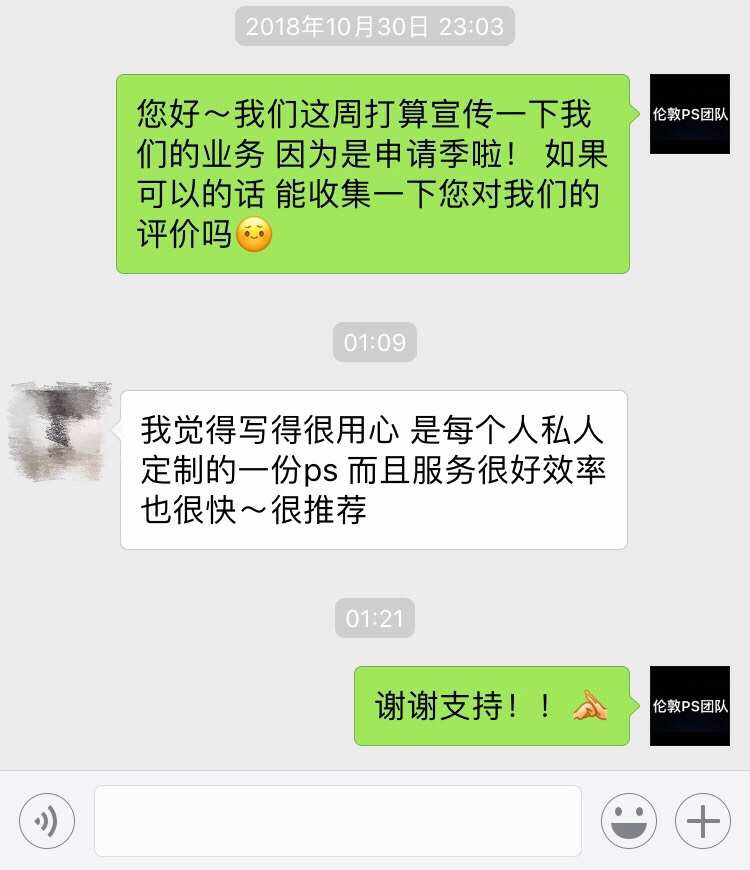 2018年10月30日 23:03
您好～我们这周打算宣传一下我
伦敦PS团队
们的业务 因为是申请季啦！ 如果
可以的话 能收集一下您对我们的
评价吗
01:09
我觉得写得很用心 是每个人私人
定制的一份ps 而且服务很好效率
也很快～很推荐
01:21
谢谢支持！！
伦敦PS团队